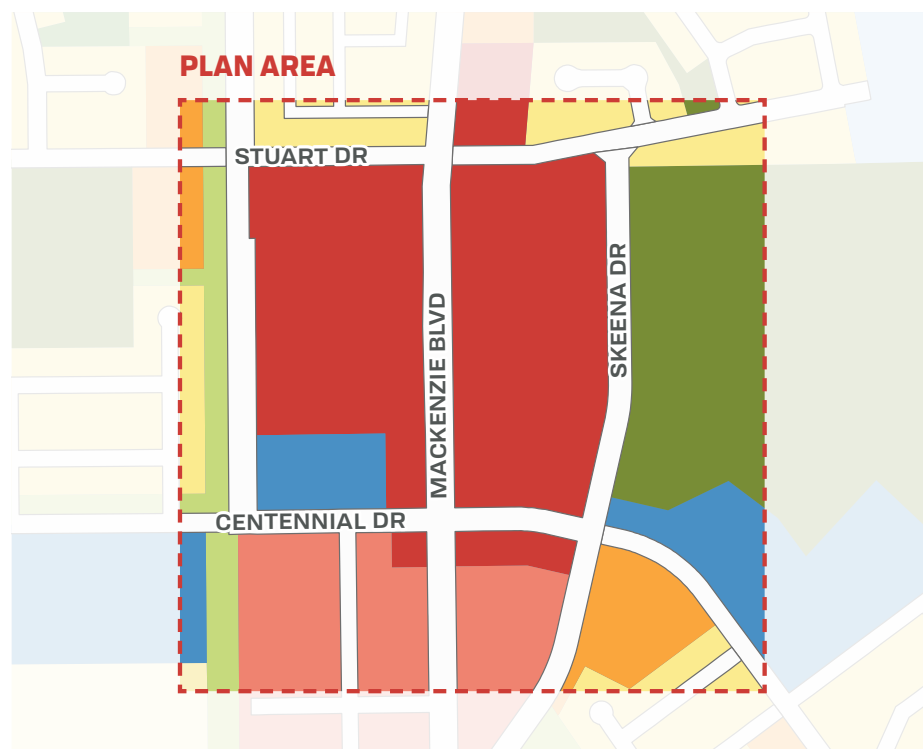 PLAN AREA
STUART DR
MACKENZIE BLVD
SKEENA DR
CENTENNIAL DR